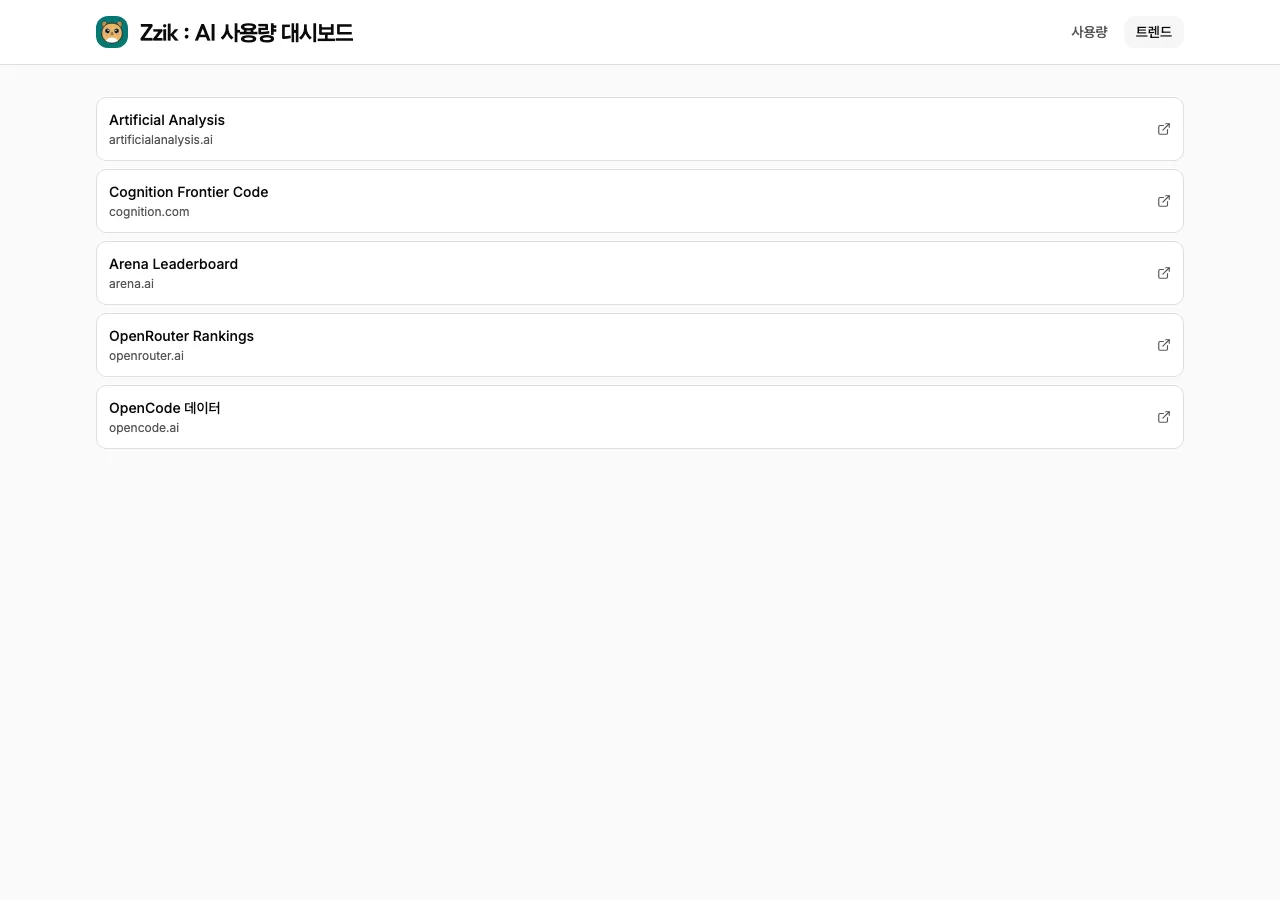 Zzik : AI 사용량 대시보드
사용량
트렌드
Artificial Analysis
artificialanalysis.ai
Cognition Frontier Code
cognition.com
Arena Leaderboard
arena.ai
OpenRouter Rankings
openrouter.ai
OpenCode 데이터
opencode.ai